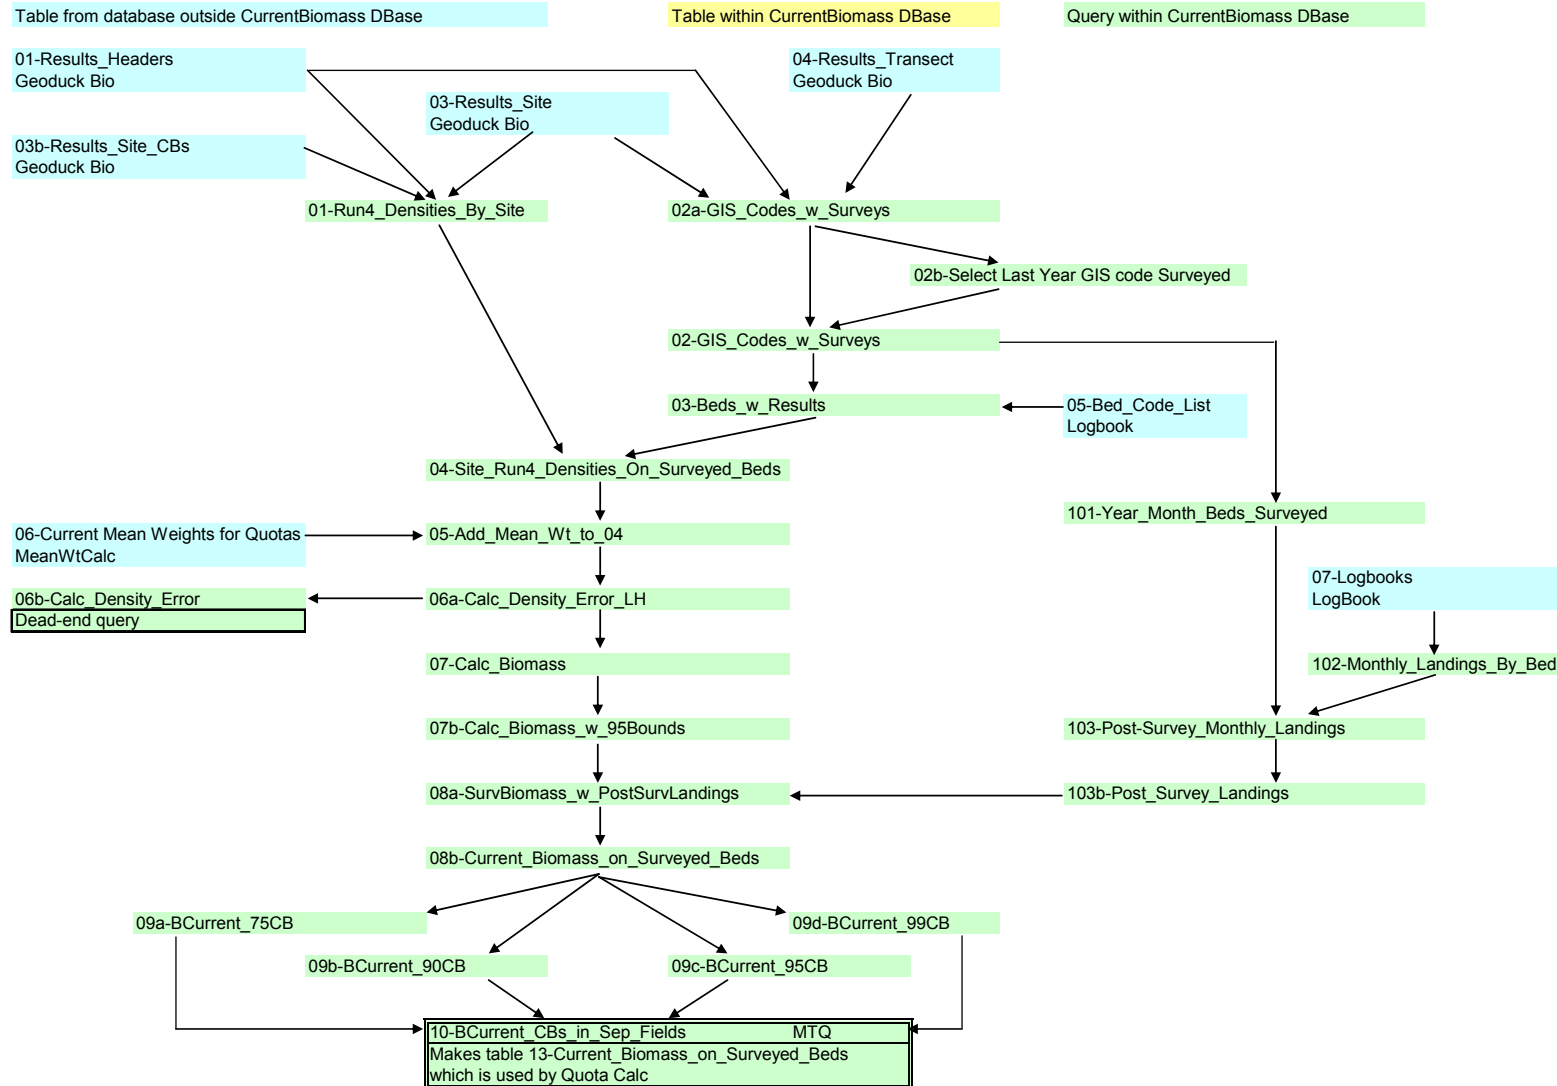 Table from database outside CurrentBiomass DBase
Table within CurrentBiomass DBase
Query within CurrentBiomass DBase
01-Results_Headers
Geoduck Bio
04-Results_Transect
Geoduck Bio
03-Results_Site
Geoduck Bio
03b-Results_Site_CBs
Geoduck Bio
01-Run4_Densities_By_Site
02a-GIS_Codes_w_Surveys
02b-Select Last Year GIS code Surveyed
02-GIS_Codes_w_Surveys
03-Beds_w_Results
05-Bed_Code_List
Logbook
04-Site_Run4_Densities_On_Surveyed_Beds
101-Year_Month_Beds_Surveyed
06-Current Mean Weights for Quotas
MeanWtCalc
05-Add_Mean_Wt_to_04
07-Logbooks
LogBook
06b-Calc_Density_Error
Dead-end query
06a-Calc_Density_Error_LH
07-Calc_Biomass
102-Monthly_Landings_By_Bed
07b-Calc_Biomass_w_95Bounds
103-Post-Survey_Monthly_Landings
08a-SurvBiomass_w_PostSurvLandings
103b-Post_Survey_Landings
08b-Current_Biomass_on_Surveyed_Beds
09a-BCurrent_75CB
09d-BCurrent_99CB
09b-BCurrent_90CB
09c-BCurrent_95CB
10-BCurrent_CBs_in_Sep_Fields MTQ
Makes table 13-Current_Biomass_on_Surveyed_Beds
which is used by Quota Calc